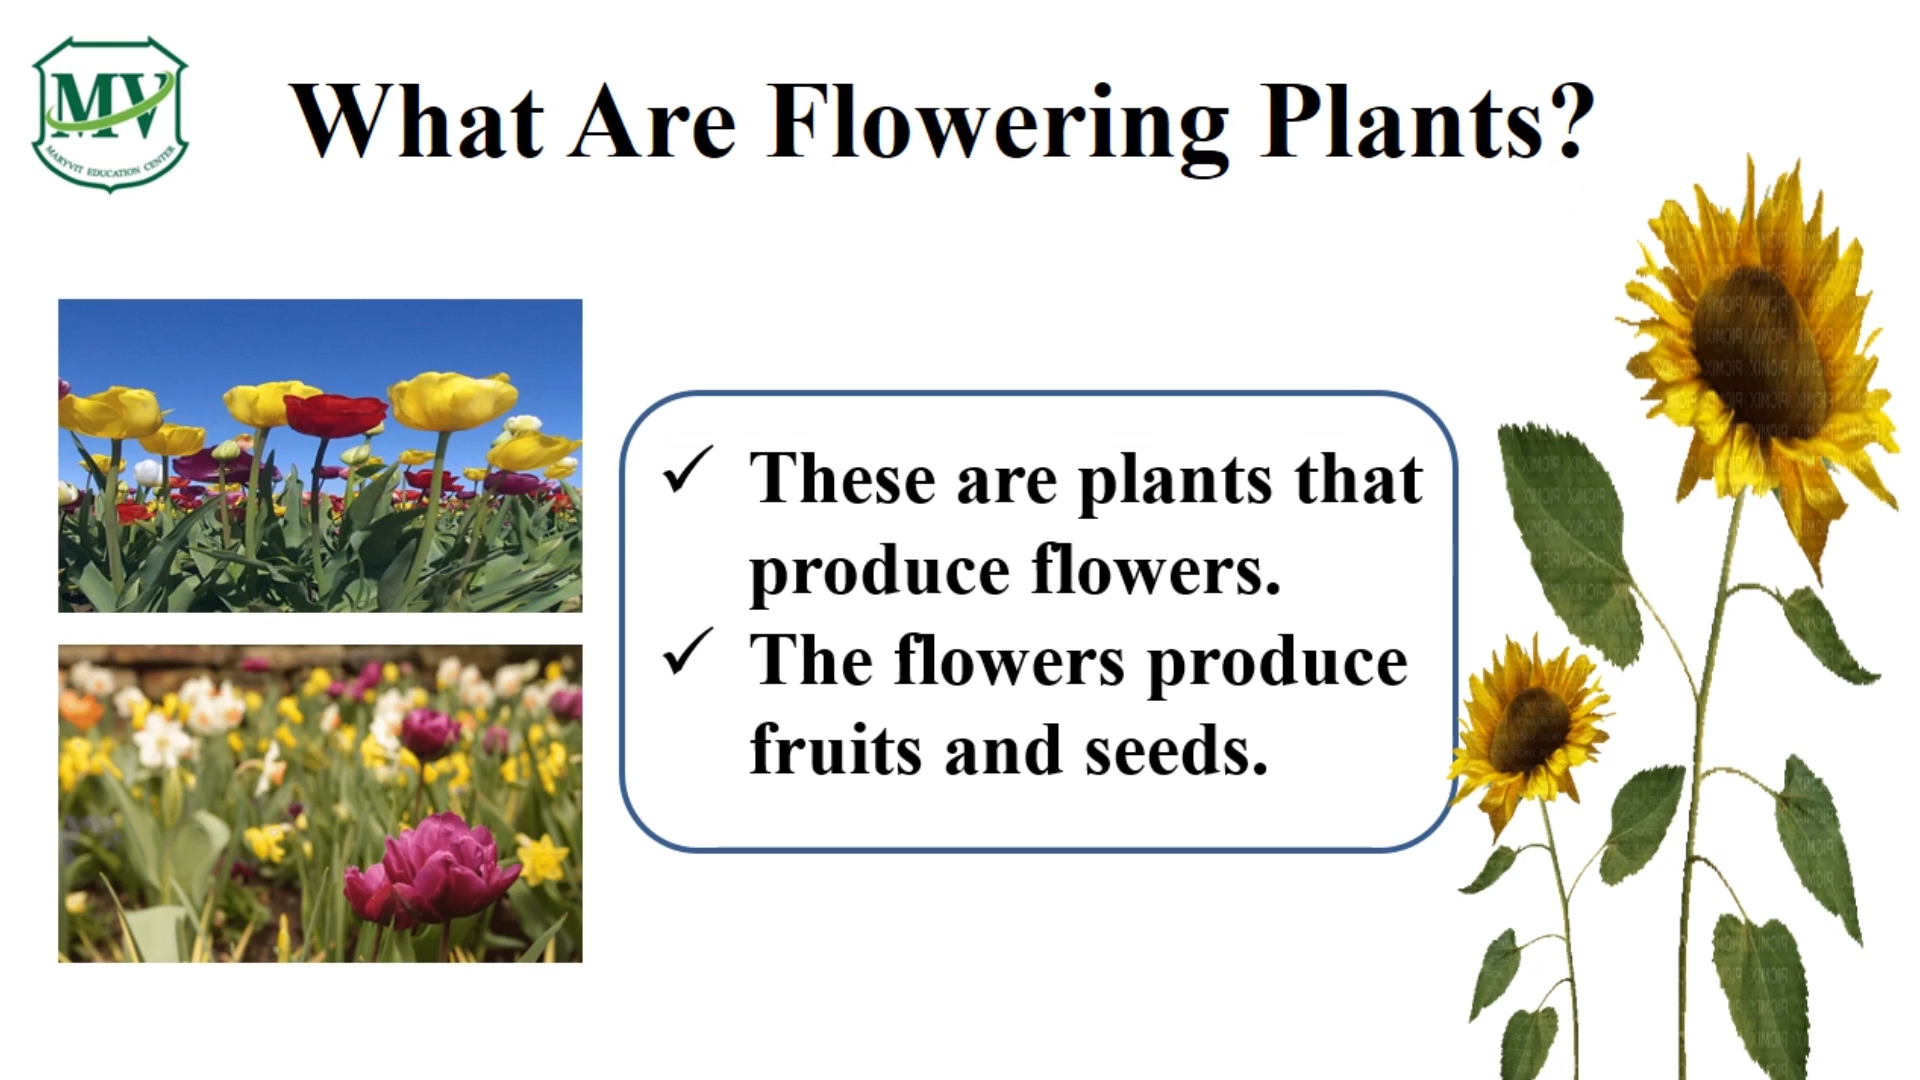 MV
MARYVIT EDUCATION CENTER
What Are Flowering Plants?
✓ These are plants that
produce flowers.
✓ The flowers produce
fruits and seeds.